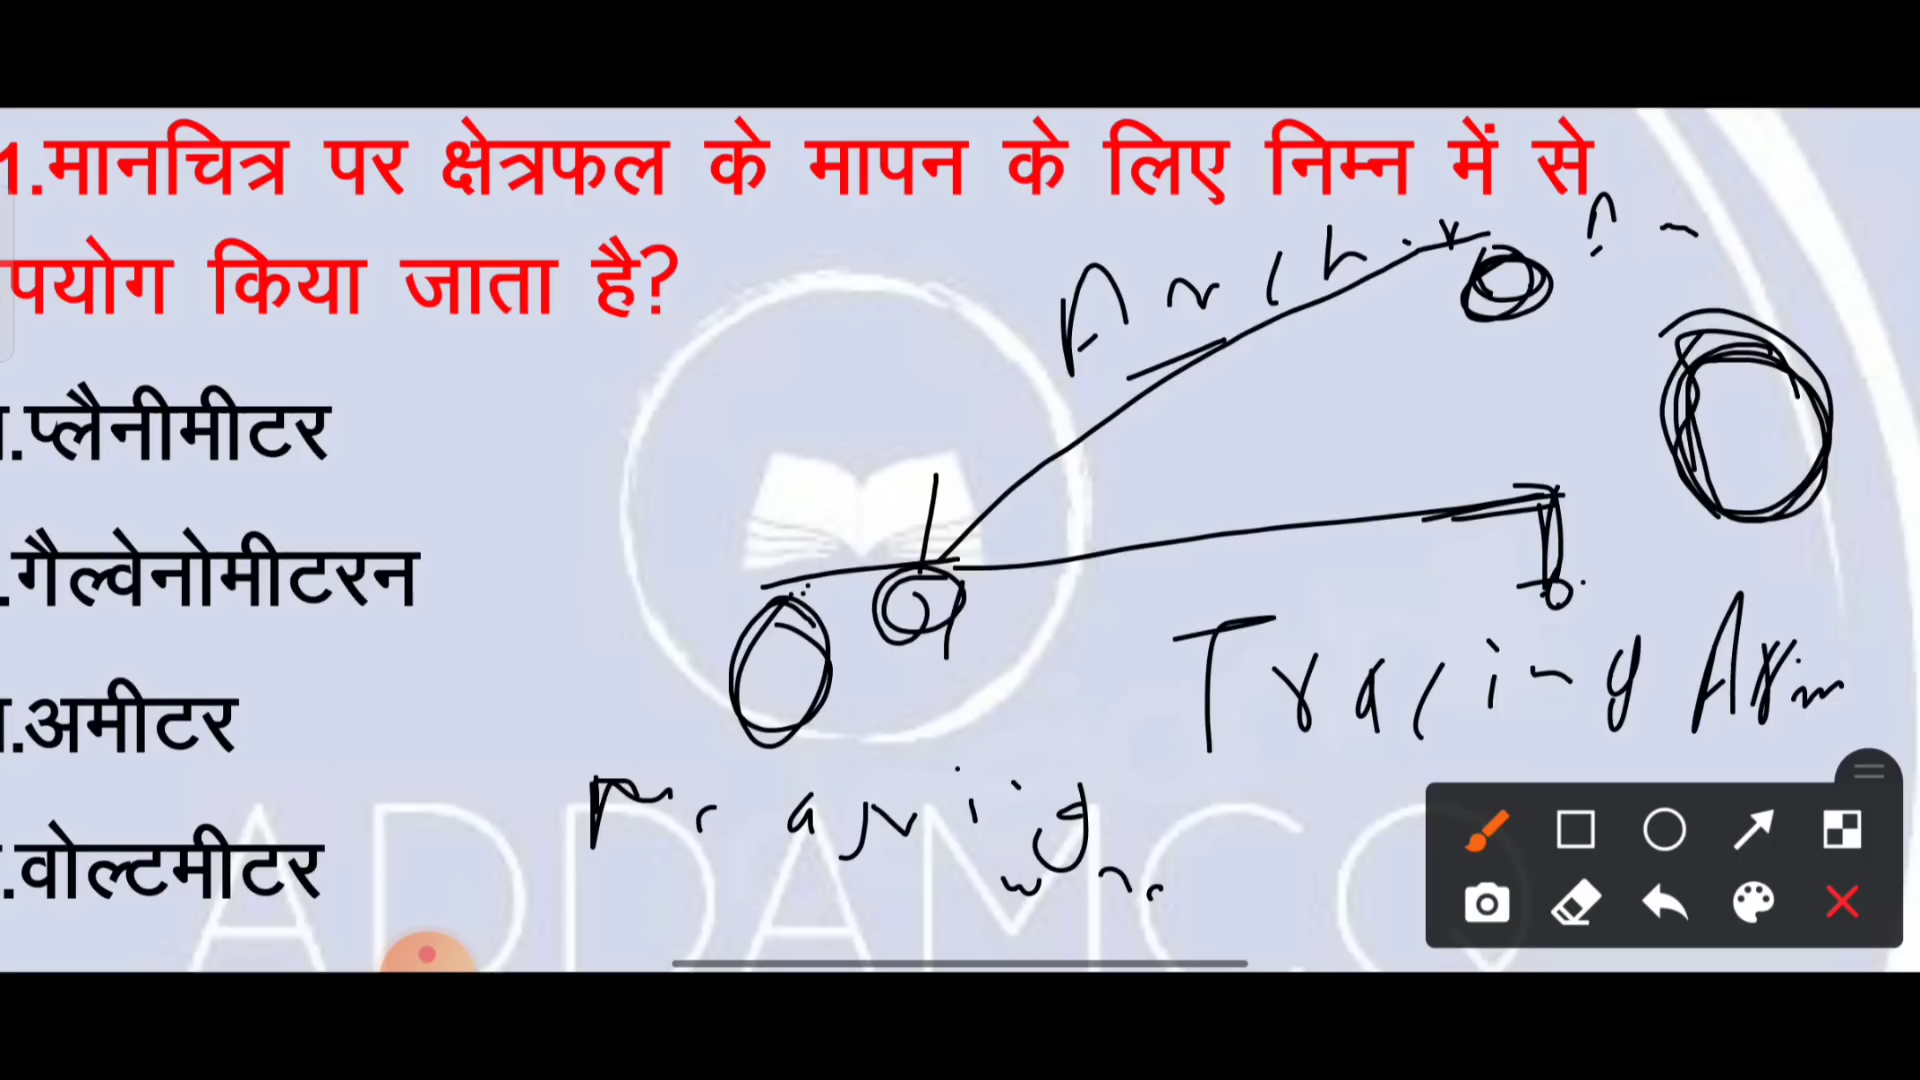 1.मानचित्र पर क्षेत्रफल के मापन के लिए निम्न में से
पयोग किया जाता है?
.प्लैनीमीटर
.गैल्वेनोमीटरन
.अमीटर
.वोल्टमीटर
Tracing Arm